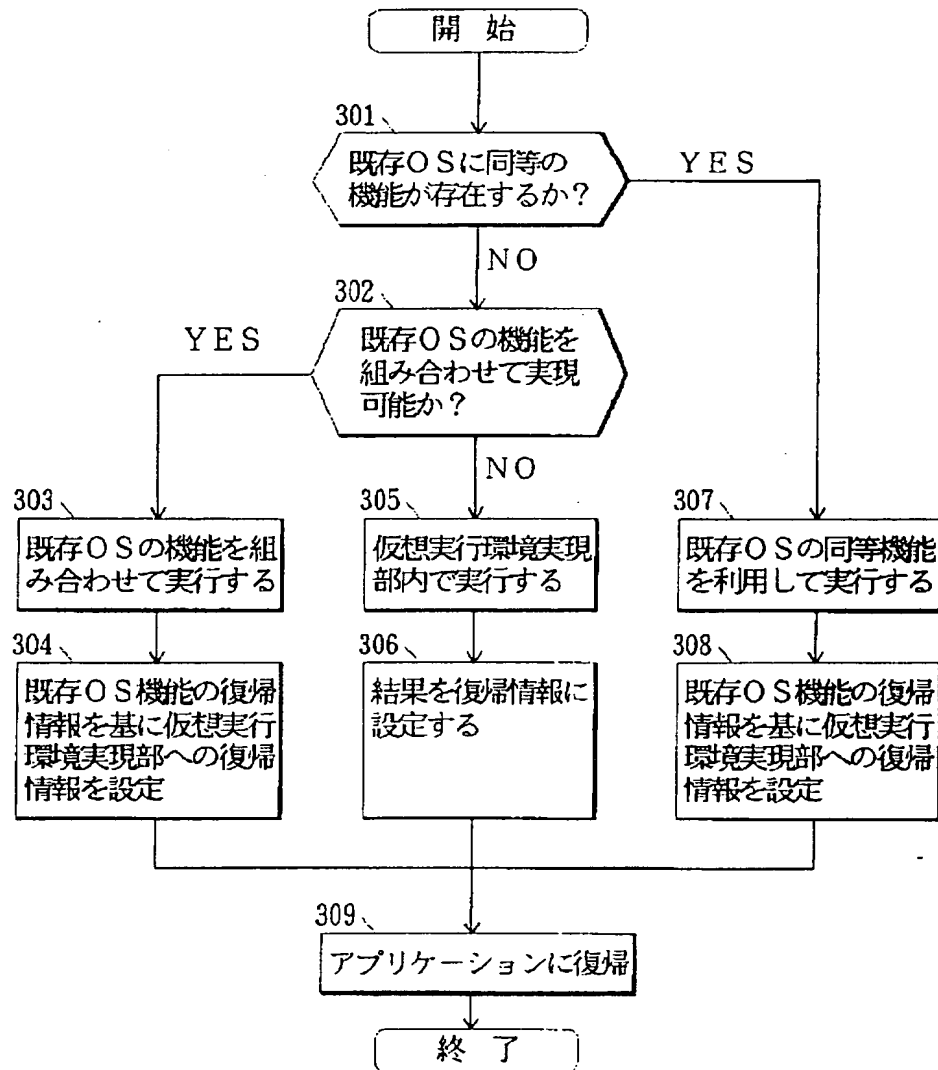 開始
301
既存OSに同等の
機能が存在するか？
YES
NO
302
既存OSの機能を
組み合わせて実現
可能か？
YES
NO
303
既存OSの機能を組
み合わせて実行する
305
仮想実行環境実現
部内で実行する
307
既存OSの同等機能
を利用して実行する
304
既存OS機能の復帰
情報を基に仮想実行
環境実現部への復帰
情報を設定
306
結果を復帰情報に
設定する
308
既存OS機能の復帰
情報を基に仮想実行
環境実現部への復帰
情報を設定
309
アプリケーションに復帰
終了